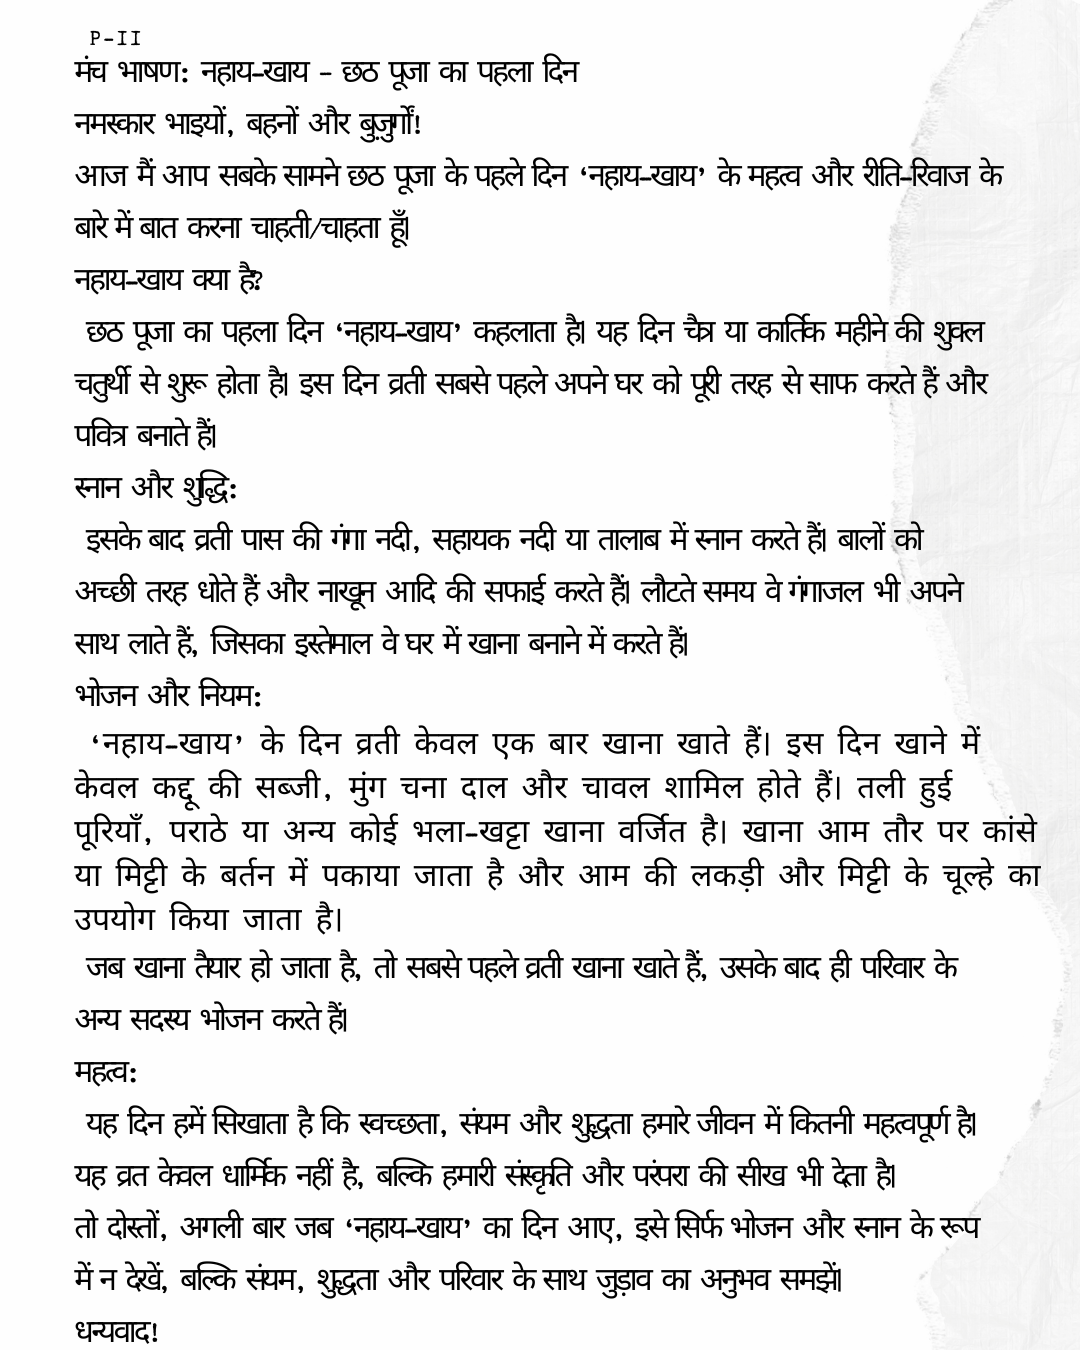 P-II
मंच भाषण: नहाय-खाय - छठ पूजा का पहला दिन
नमस्कार भाइयों, बहनों और बुज़ुर्गों!
आज मैं आप सबके सामने छठ पूजा के पहले दिन ‘नहाय-खाय’ के महत्व और रीति-रिवाज के
बारे में बात करना चाहती/चाहता हूँ।
नहाय-खाय क्या है?
छठ पूजा का पहला दिन ‘नहाय-खाय’ कहलाता है। यह दिन चैत्र या कार्तिक महीने की शुक्ल
चतुर्थी से शुरू होता है। इस दिन व्रती सबसे पहले अपने घर को पूरी तरह से साफ करते हैं और
पवित्र बनाते हैं।
स्नान और शुद्धि:
इसके बाद व्रती पास की गंगा नदी, सहायक नदी या तालाब में स्नान करते हैं। बालों को
अच्छी तरह धोते हैं और नाखून आदि की सफाई करते हैं। लौटते समय वे गंगाजल भी अपने
साथ लाते हैं, जिसका इस्तेमाल वे घर में खाना बनाने में करते हैं।
भोजन और नियम:
‘नहाय-खाय’ के दिन व्रती केवल एक बार खाना खाते हैं। इस दिन खाने में
केवल कद्दू की सब्जी, मुंग चना दाल और चावल शामिल होते हैं। तली हुई
पूरियाँ, पराठे या अन्य कोई भला-खट्टा खाना वर्जित है। खाना आम तौर पर कांसे
या मिट्टी के बर्तन में पकाया जाता है और आम की लकड़ी और मिट्टी के चूल्हे का
उपयोग किया जाता है।
जब खाना तैयार हो जाता है, तो सबसे पहले व्रती खाना खाते हैं, उसके बाद ही परिवार के
अन्य सदस्य भोजन करते हैं।
महत्व:
यह दिन हमें सिखाता है कि स्वच्छता, संयम और शुद्धता हमारे जीवन में कितनी महत्वपूर्ण है।
यह व्रत केवल धार्मिक नहीं है, बल्कि हमारी संस्कृति और परंपरा की सीख भी देता है।
तो दोस्तों, अगली बार जब ‘नहाय-खाय’ का दिन आए, इसे सिर्फ भोजन और स्नान के रूप
में न देखें, बल्कि संयम, शुद्धता और परिवार के साथ जुड़ाव का अनुभव समझें।
धन्यवाद!